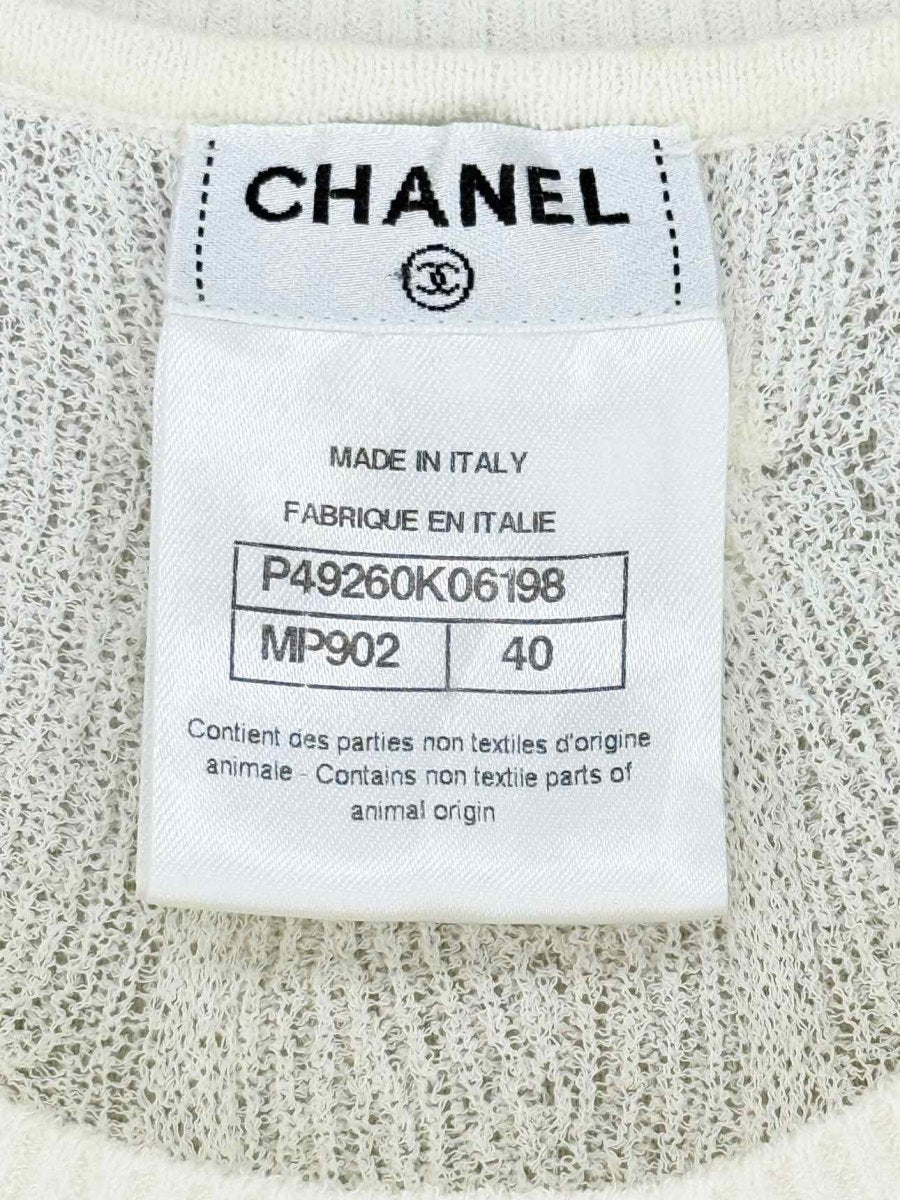 CHANEL
MADE IN ITALY
FABRIQUE EN ITALIE
P49260K06198
MP902 40
Contient des parties non textiles d'origine
animale - Contains non textile parts of
animal origin